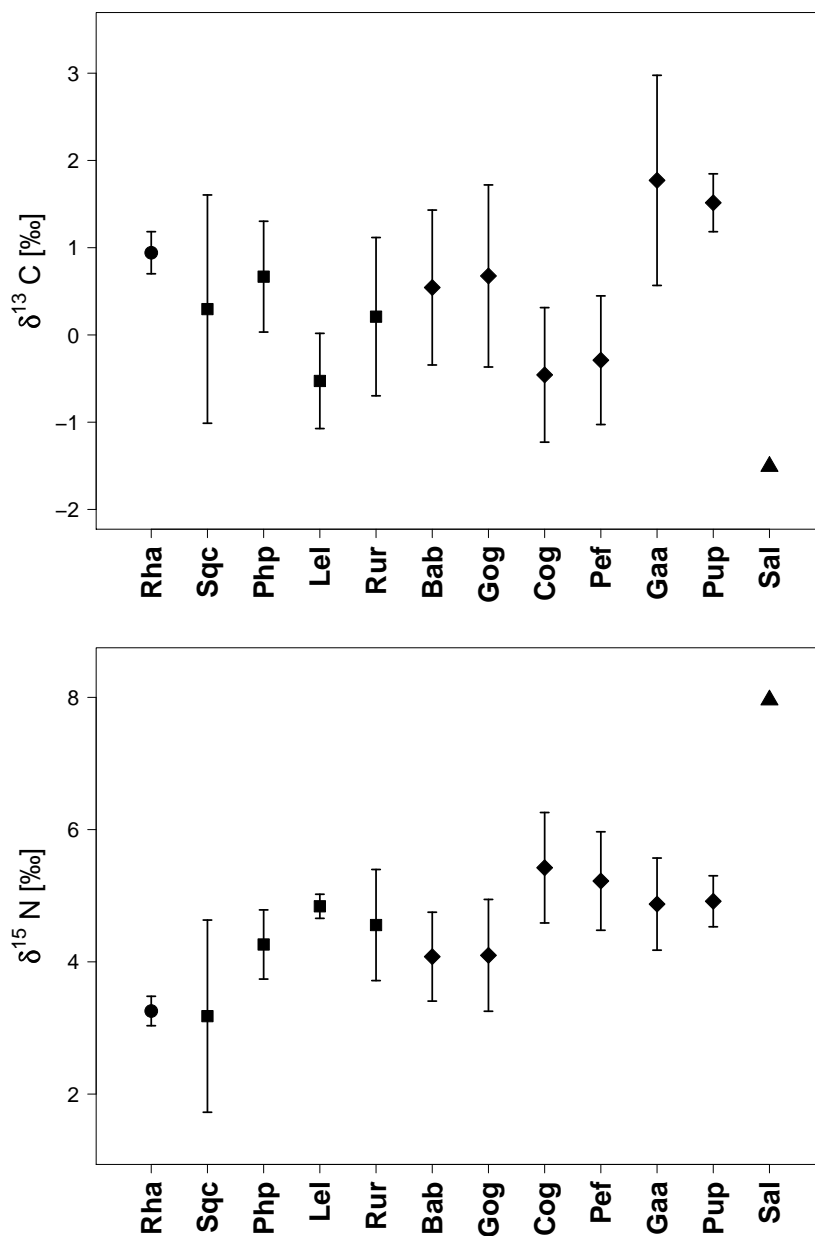 3
2
1
0
−1
−2
δ¹³ C [‰]
Rha Sqc Php Lel Rur Bab Gog Cog Pef Gaa Pup Sal
8
6
4
2
δ¹⁵ N [‰]
Rha Sqc Php Lel Rur Bab Gog Cog Pef Gaa Pup Sal